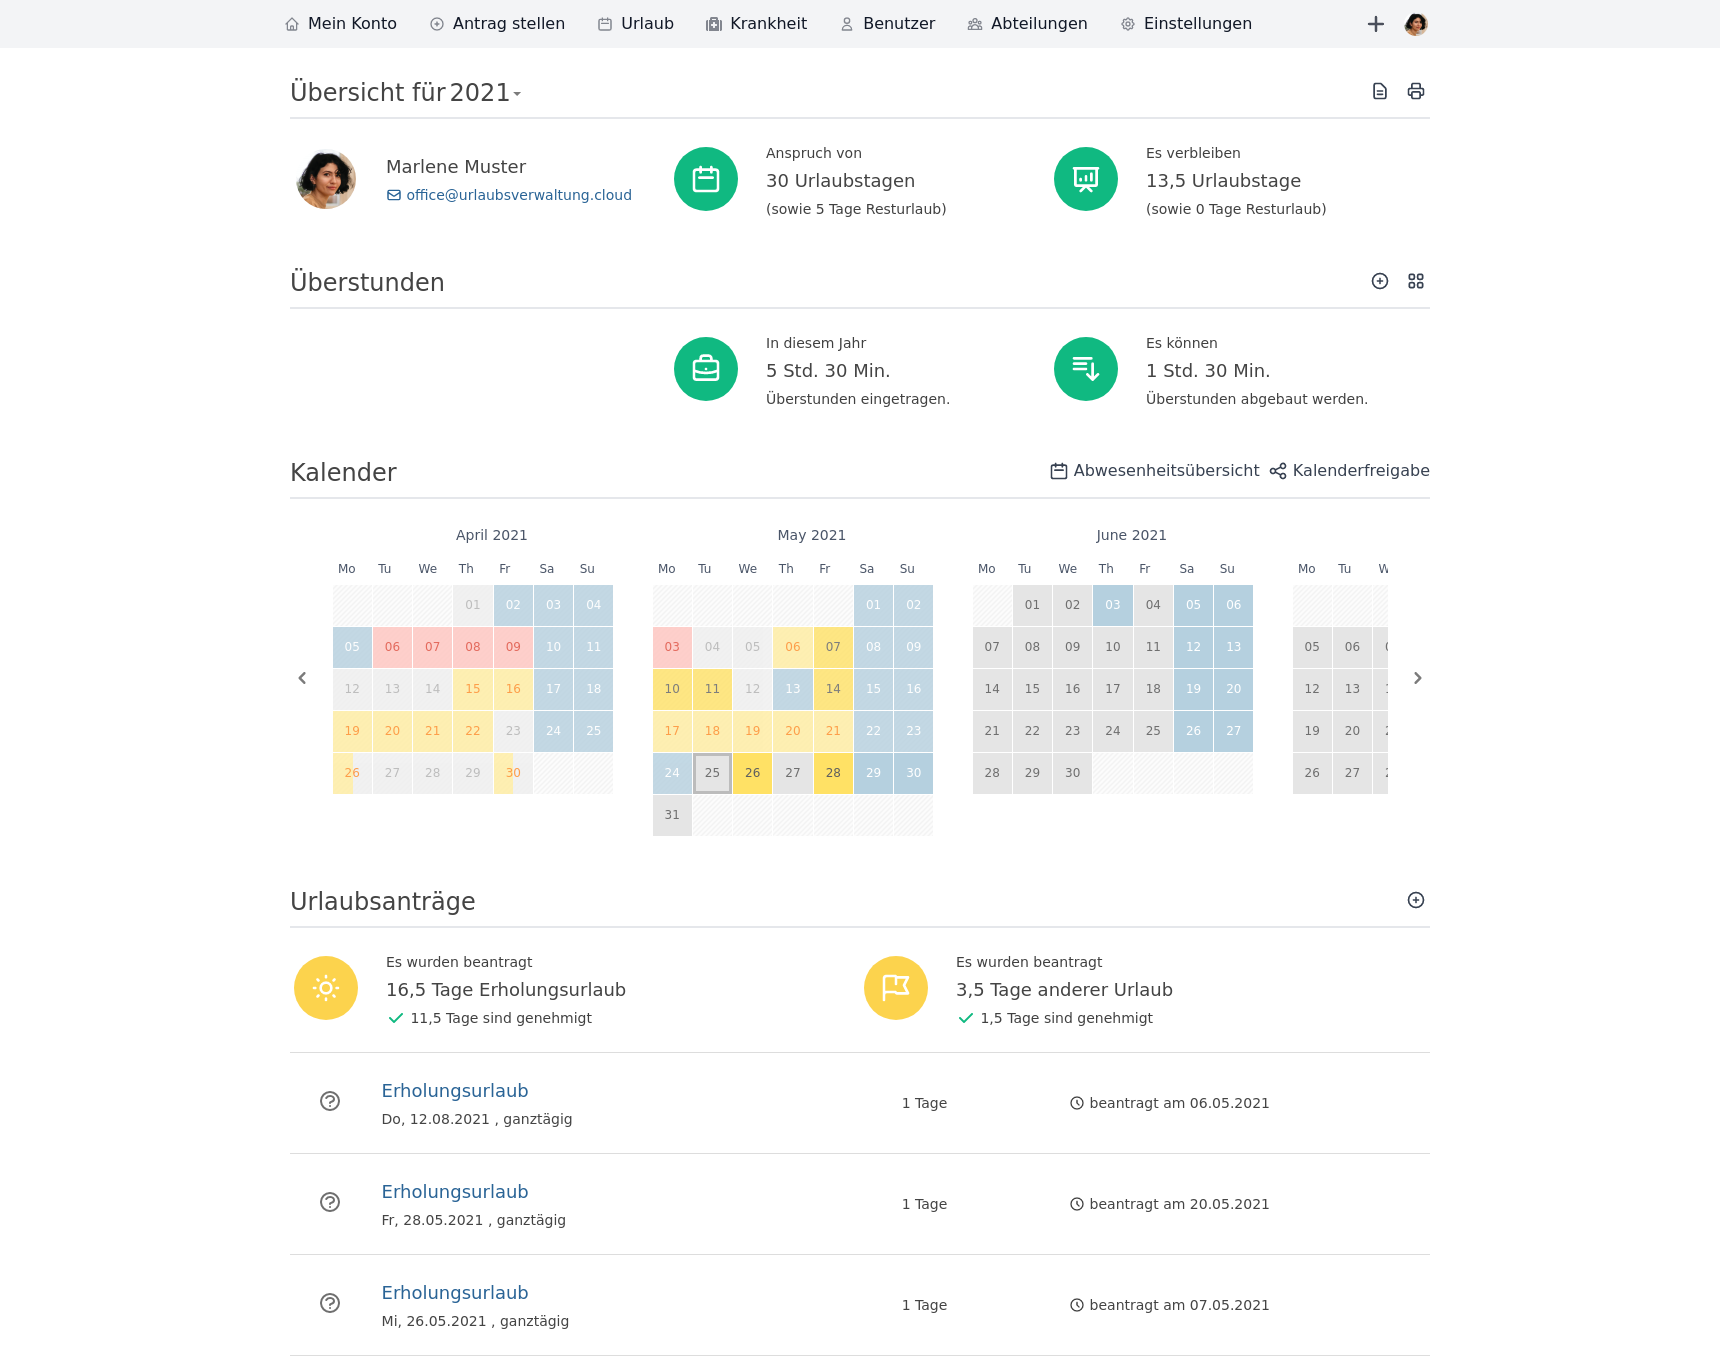 Mein Konto Antrag stellen Urlaub Krankheit Benutzer Abteilungen Einstellungen
Übersicht für 2021
Marlene Muster
office@urlaubsverwaltung.cloud
Anspruch von
30 Urlaubstagen
(sowie 5 Tage Resturlaub)
Es verbleiben
13,5 Urlaubstage
(sowie 0 Tage Resturlaub)
Überstunden
In diesem Jahr
5 Std. 30 Min.
Überstunden eingetragen.
Es können
1 Std. 30 Min.
Überstunden abgebaut werden.
Kalender
Abwesenheitsübersicht Kalenderfreigabe
April 2021
Mo Tu We Th Fr Sa Su
01 02 03 04
05 06 07 08 09 10 11
12 13 14 15 16 17 18
19 20 21 22 23 24 25
26 27 28 29 30
May 2021
Mo Tu We Th Fr Sa Su
01 02
03 04 05 06 07 08 09
10 11 12 13 14 15 16
17 18 19 20 21 22 23
24 25 26 27 28 29 30
31
June 2021
Mo Tu We Th Fr Sa Su
01 02 03 04 05 06
07 08 09 10 11 12 13
14 15 16 17 18 19 20
21 22 23 24 25 26 27
28 29 30
Mo Tu
05 06
12 13
19 20
26 27
Urlaubsanträge
Es wurden beantragt
16,5 Tage Erholungsurlaub
11,5 Tage sind genehmigt
Es wurden beantragt
3,5 Tage anderer Urlaub
1,5 Tage sind genehmigt
Erholungsurlaub
Do, 12.08.2021 , ganztägig
1 Tage
beantragt am 06.05.2021
Erholungsurlaub
Fr, 28.05.2021 , ganztägig
1 Tage
beantragt am 20.05.2021
Erholungsurlaub
Mi, 26.05.2021 , ganztägig
1 Tage
beantragt am 07.05.2021